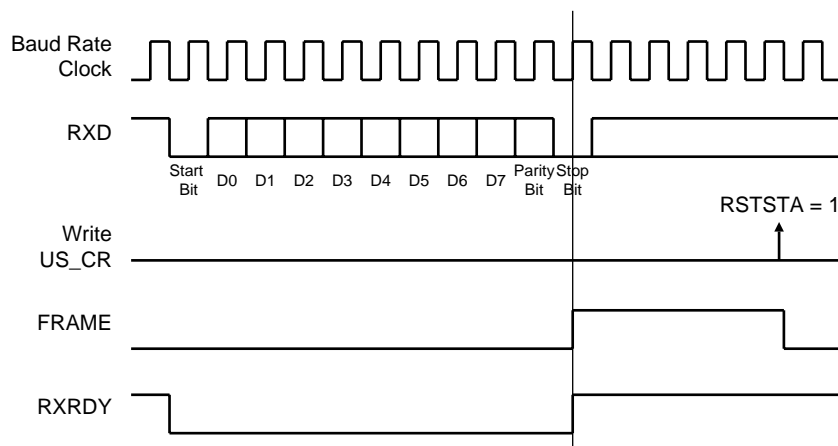 Baud Rate
Clock
RXD
Start
Bit
D0 D1 D2 D3 D4 D5 D6 D7
Parity
Bit
Stop
Bit
RSTSTA = 1
Write
US_CR
FRAME
RXRDY